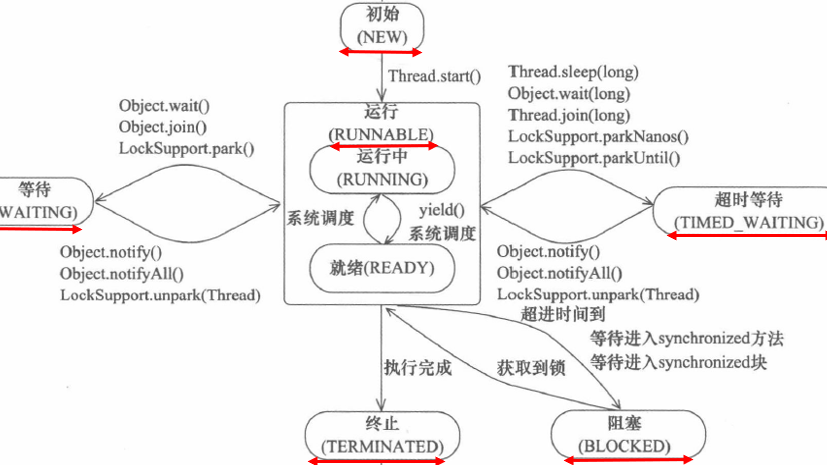 初始
(NEW)
Thread.start()
Object.wait()
Object.join()
LockSupport.park()
Thread.sleep(long)
Object.wait(long)
Thread.join(long)
LockSupport.parkNanos()
LockSupport.parkUntil()
运行
(RUNNABLE)
运行中
(RUNNING)
系统调度
yield()
系统调度
就绪(READY)
等待
WAITING)
超时等待
(TIMED_WAITING)
Object.notify()
Object.notifyAll()
LockSupport.unpark(Thread)
Object.notify()
Object.notifyAll()
LockSupport.unpark(Thread)
超进时间到
等待进入synchronized方法
等待进入synchronized块
执行完成
获取到锁
终止
(TERMINATED)
阻塞
(BLOCKED)